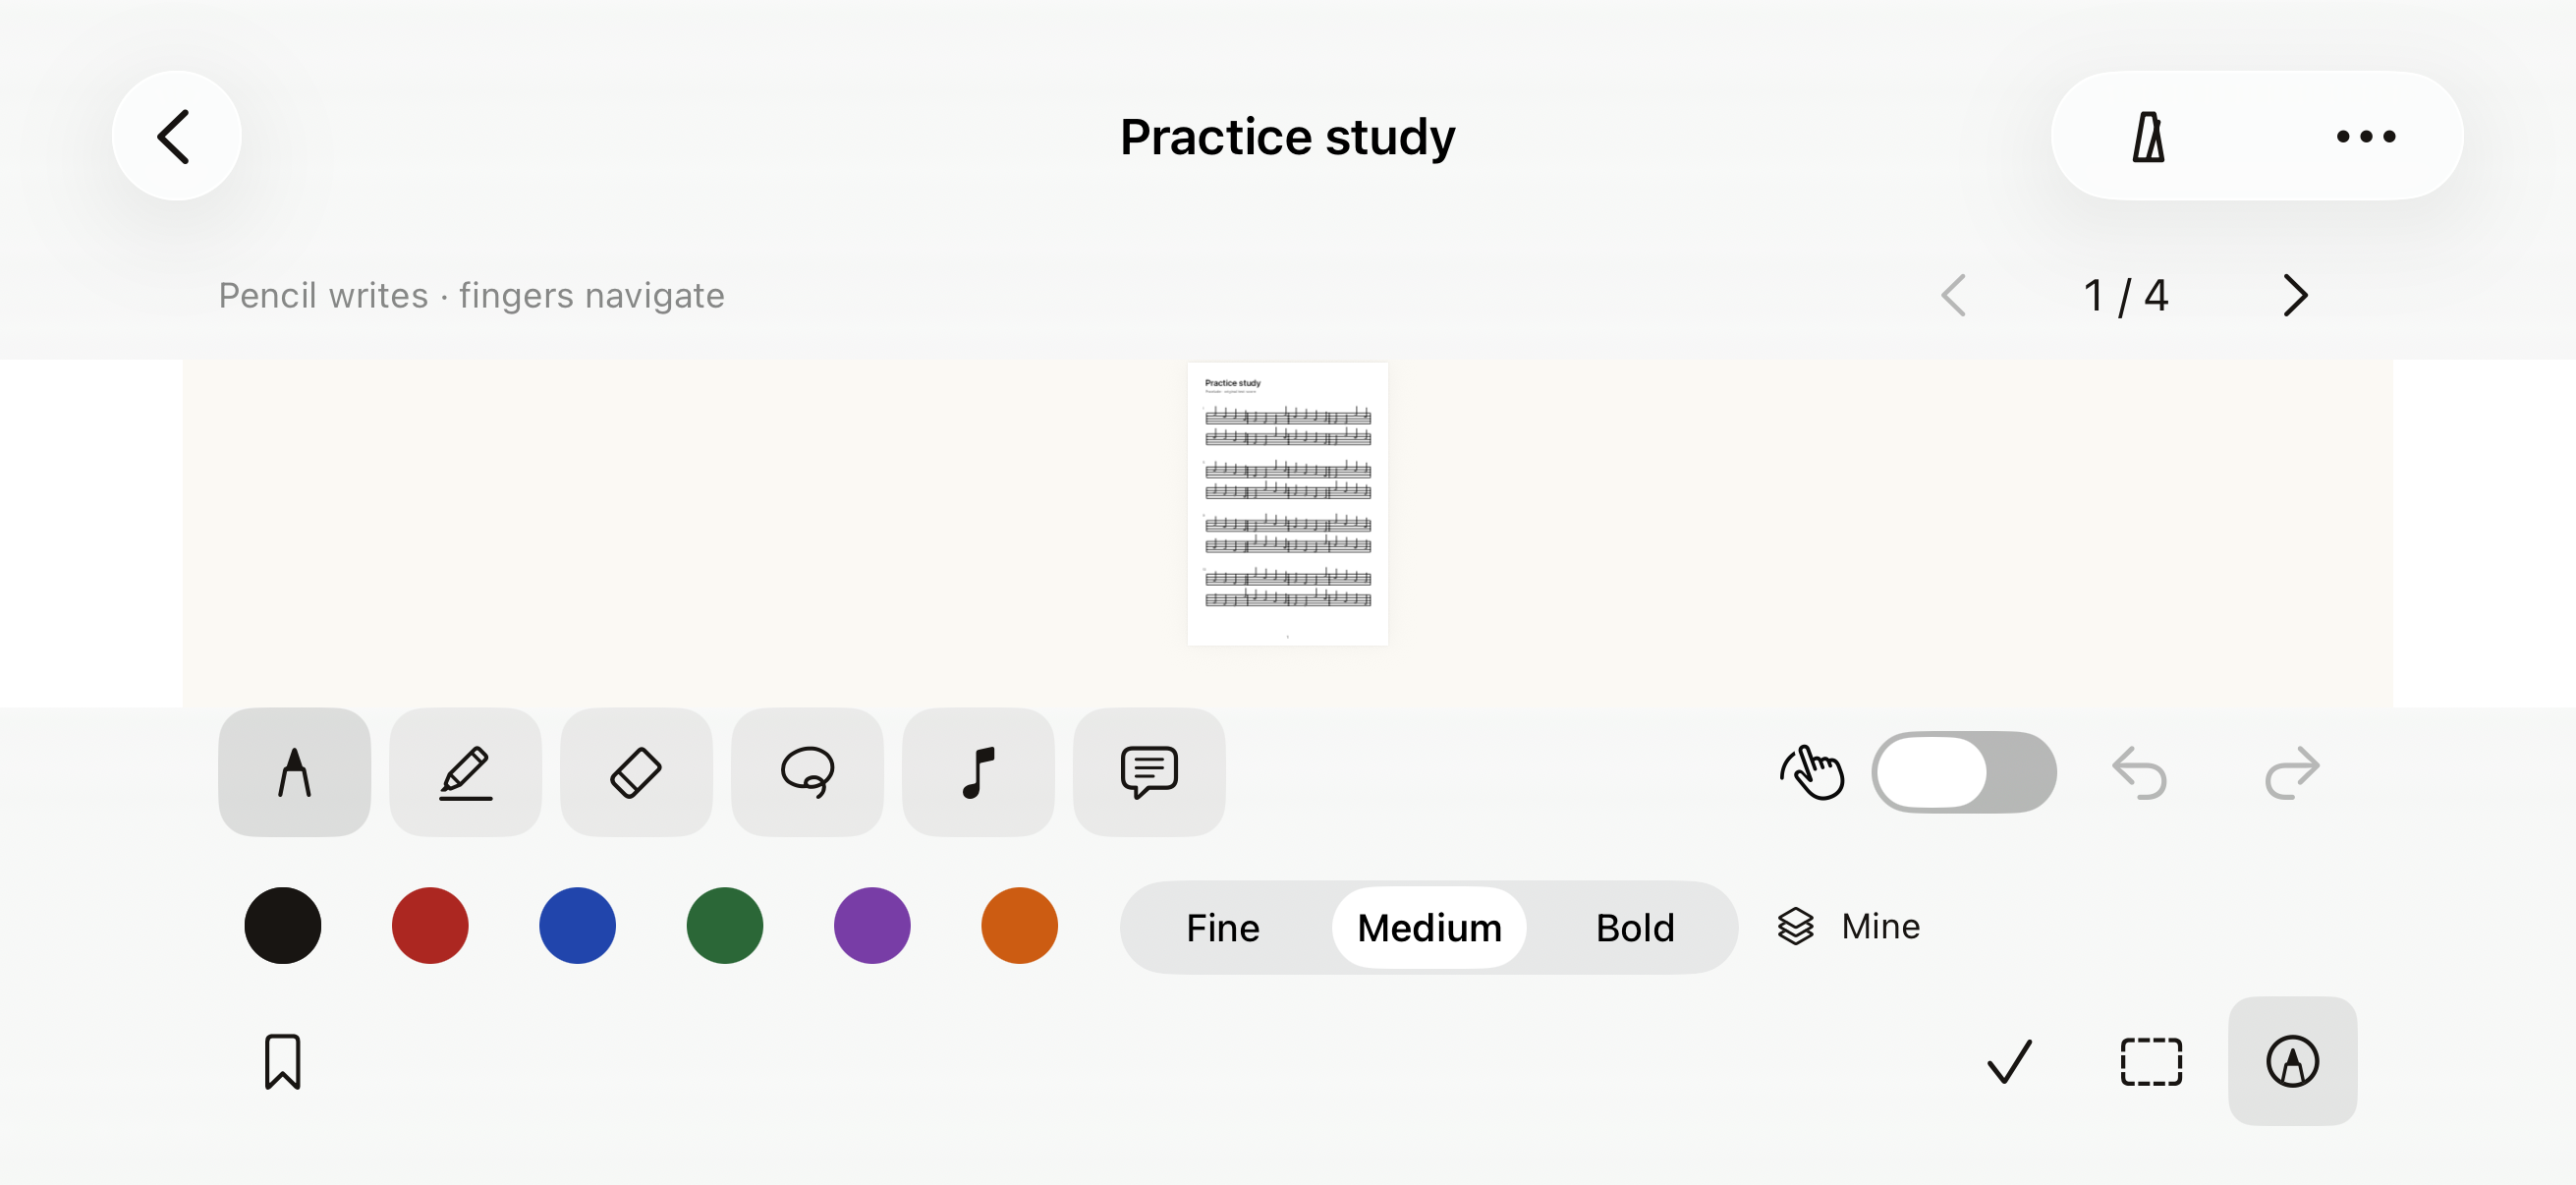 Practice study
Pencil writes · fingers navigate
1 / 4
Practice study
Fine
Medium
Bold
Mine